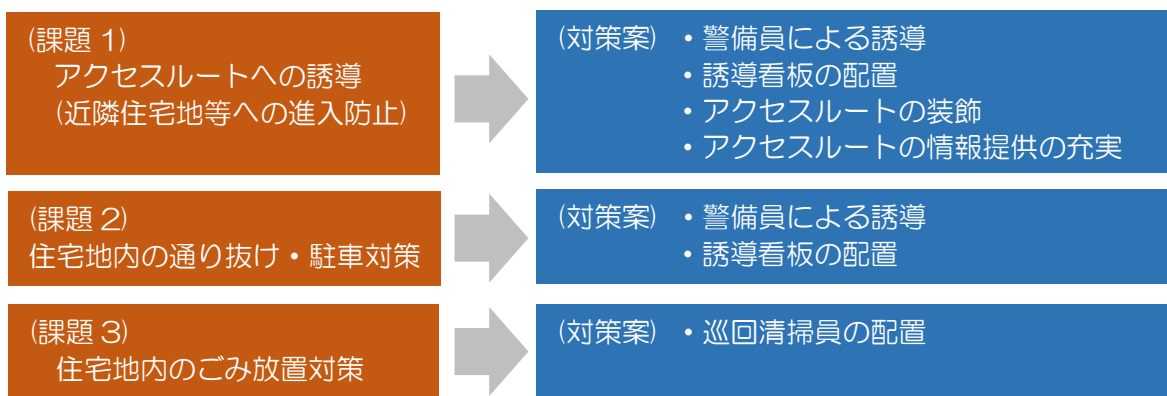 (課題 1)
アクセスルートへの誘導
(近隣住宅地等への進入防止)
(対策案) ・警備員による誘導
・誘導看板の配置
・アクセスルートの装飾
・アクセスルートの情報提供の充実
(課題 2)
住宅地内の通り抜け・駐車対策
(対策案) ・警備員による誘導
・誘導看板の配置
(課題 3)
住宅地内のごみ放置対策
(対策案) ・巡回清掃員の配置